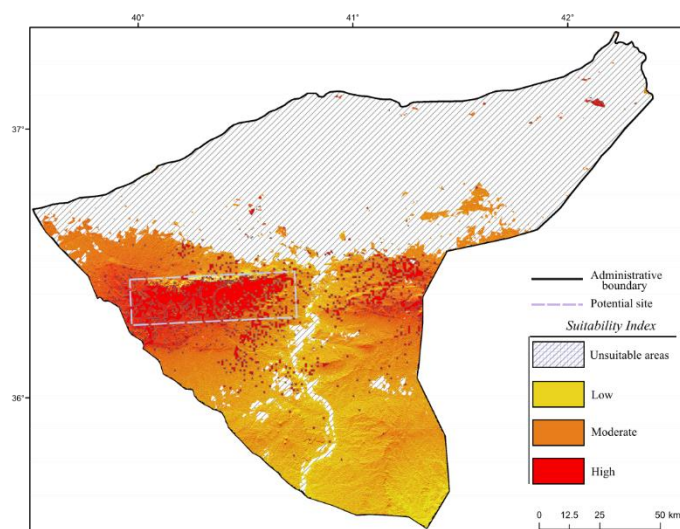 40° 41° 42°
37°
36°
Administrative
boundary
Potential site
Suitability Index
Unsuitable areas
Low
Moderate
High
0 12.5 25 50 km